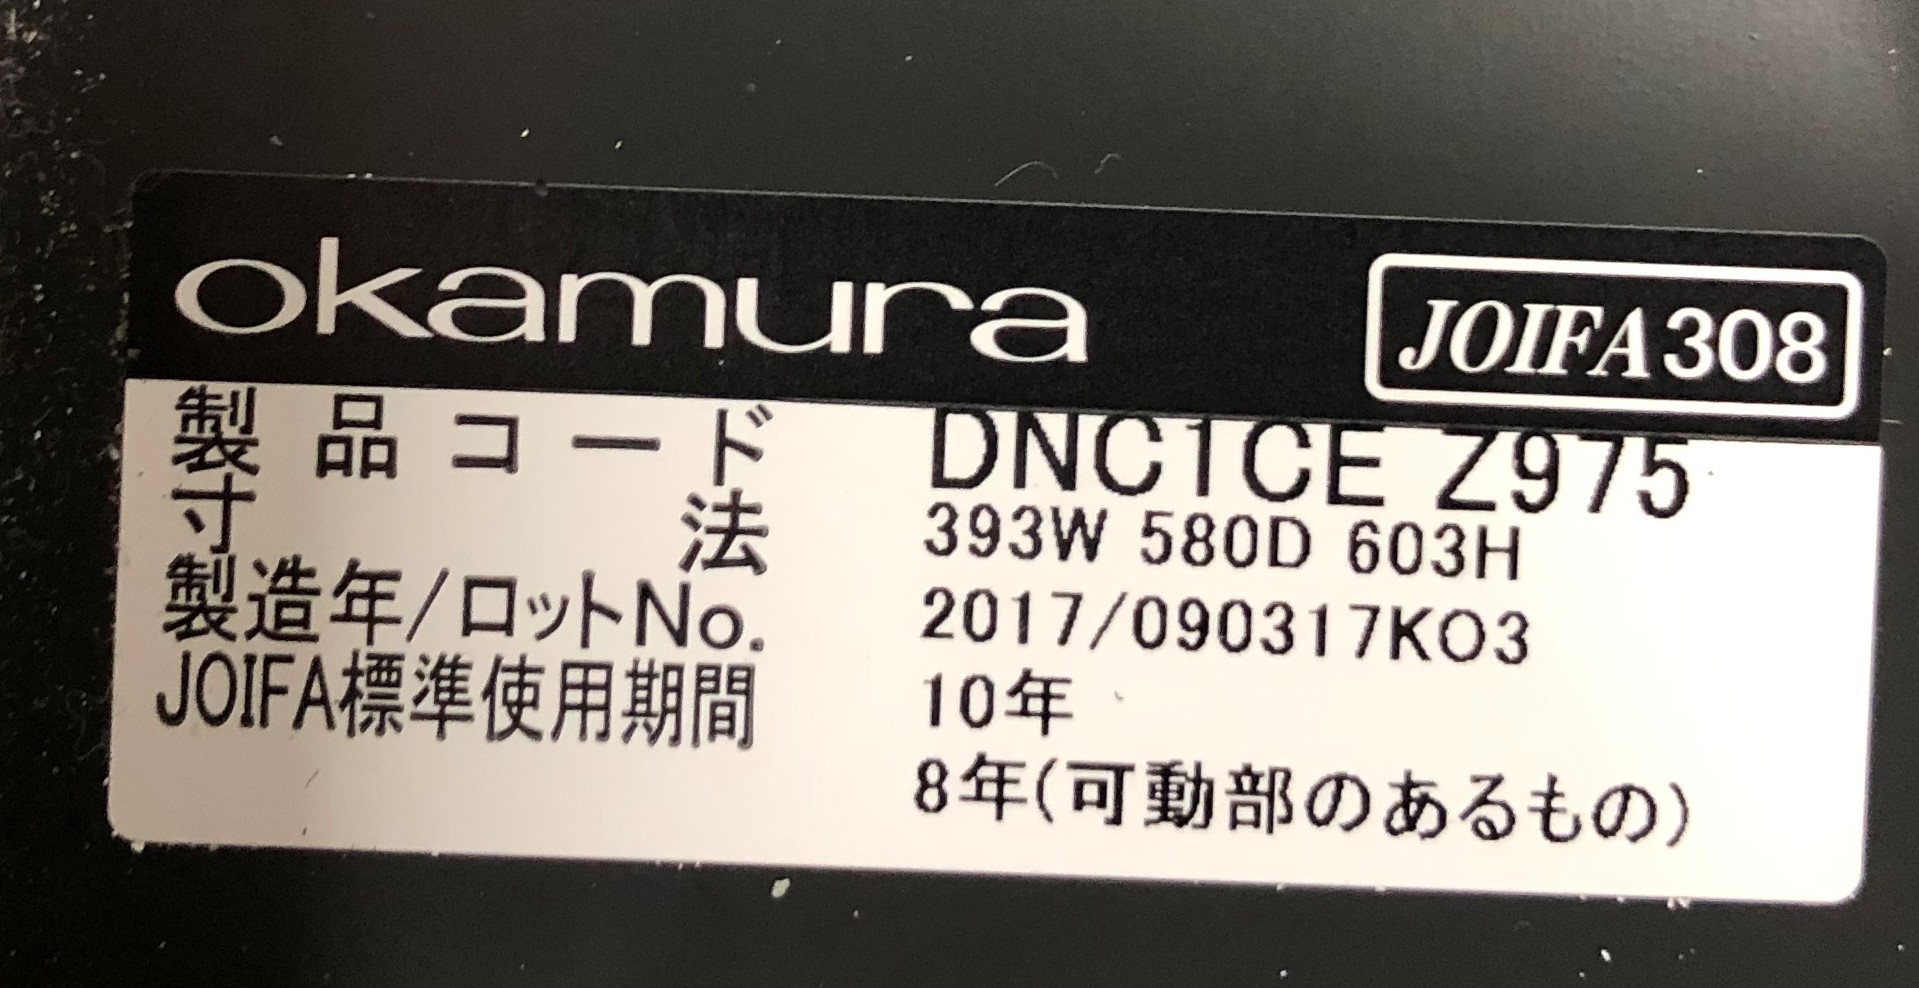 okamura JOIFA308
製品コード DNC1CE Z975
寸法 393W 580D 603H
製造年/ロットNo. 2017/090317KO3
JOIFA標準使用期間 10年
8年(可動部のあるもの)